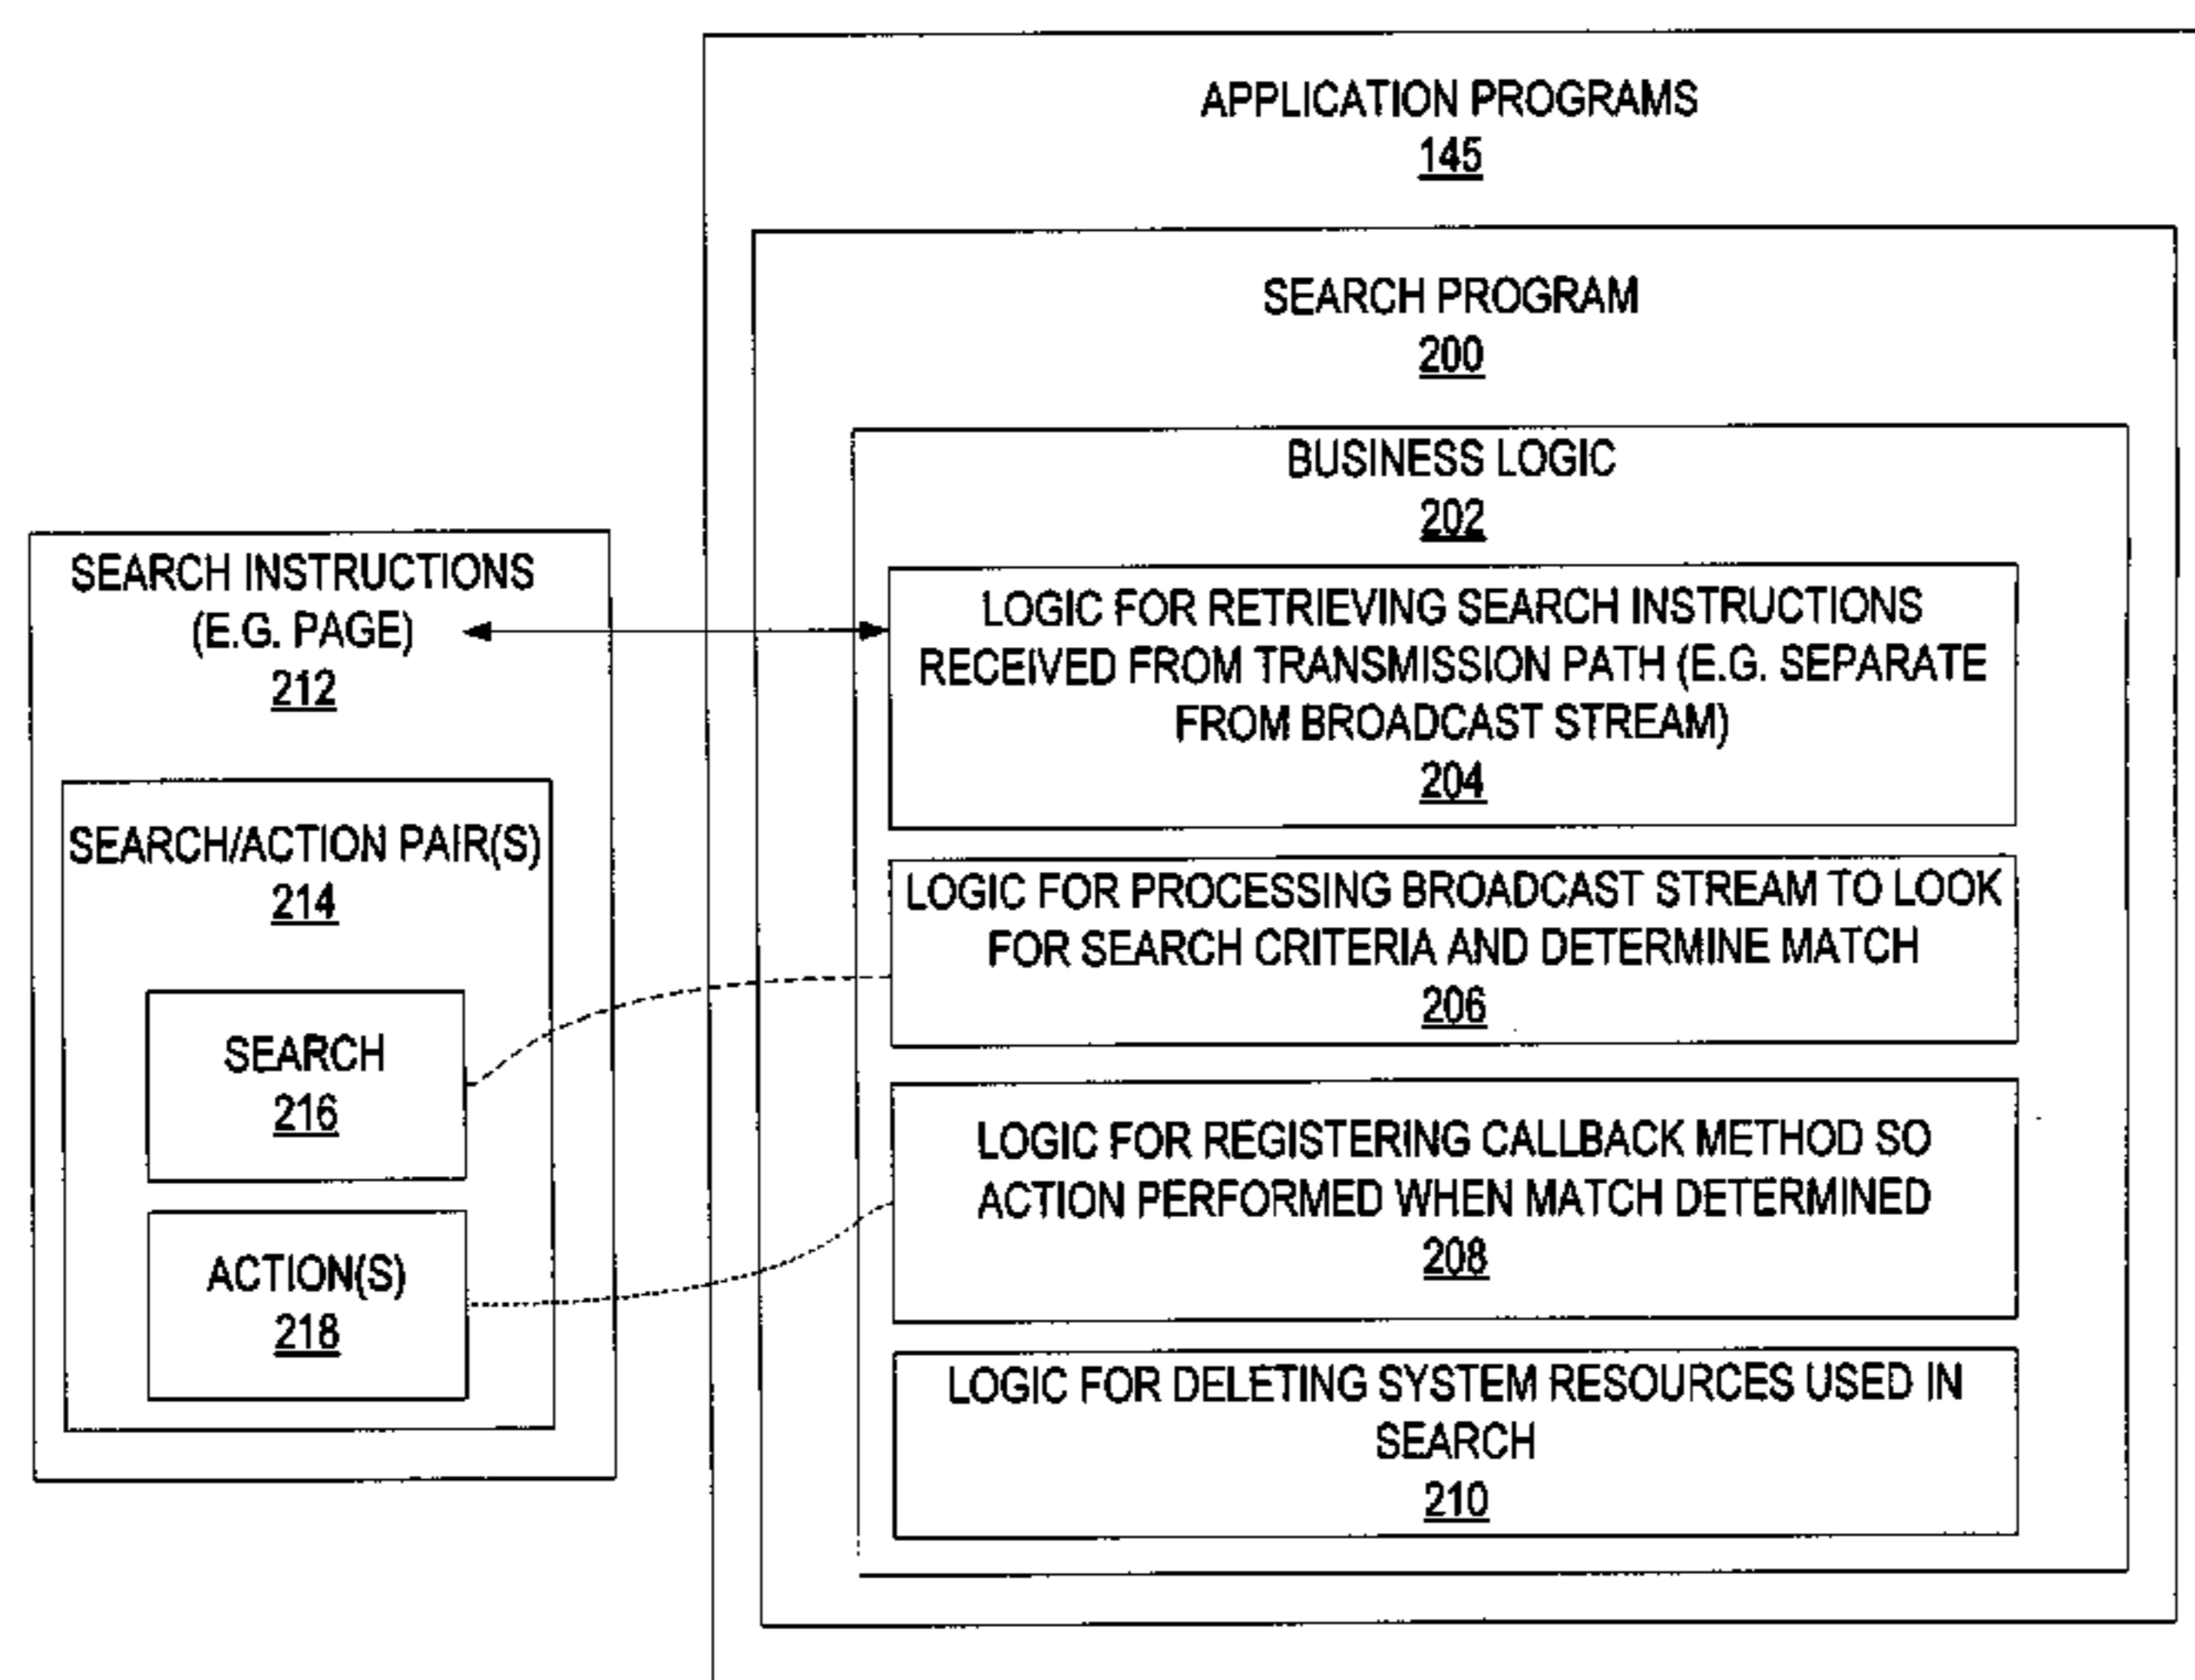 APPLICATION PROGRAMS
145
SEARCH PROGRAM
200
BUSINESS LOGIC
202
LOGIC FOR RETRIEVING SEARCH INSTRUCTIONS
RECEIVED FROM TRANSMISSION PATH (E.G. SEPARATE
FROM BROADCAST STREAM)
204
LOGIC FOR PROCESSING BROADCAST STREAM TO LOOK
FOR SEARCH CRITERIA AND DETERMINE MATCH
206
LOGIC FOR REGISTERING CALLBACK METHOD SO
ACTION PERFORMED WHEN MATCH DETERMINED
208
LOGIC FOR DELETING SYSTEM RESOURCES USED IN
SEARCH
210
SEARCH INSTRUCTIONS
(E.G. PAGE)
212
SEARCH/ACTION PAIR(S)
214
SEARCH
216
ACTION(S)
218